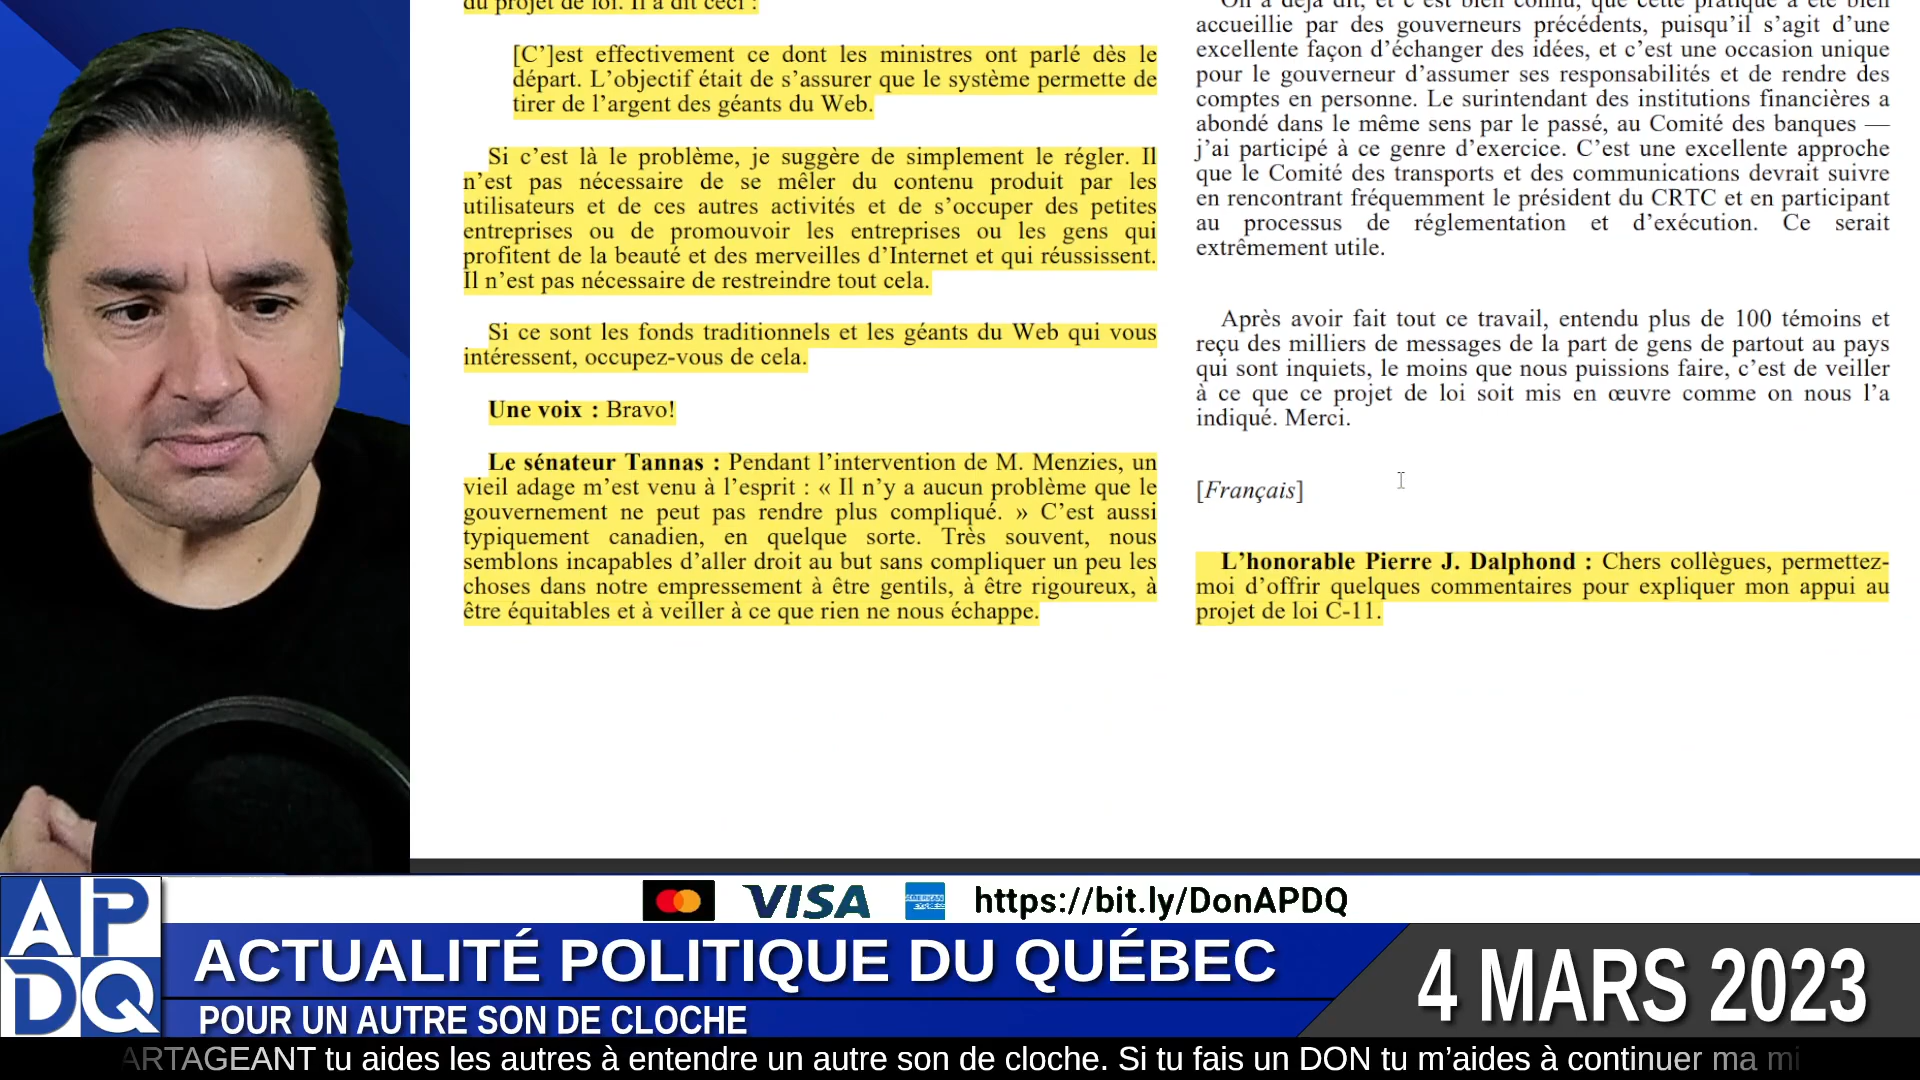 du projet de loi. Il a dit ceci :
[C’]est effectivement ce dont les ministres ont parlé dès le
départ. L’objectif était de s’assurer que le système permette de
tirer de l’argent des géants du Web.
Si c’est là le problème, je suggère de simplement le régler. Il
n’est pas nécessaire de se mêler du contenu produit par les
utilisateurs et de ces autres activités et de s’occuper des petites
entreprises ou de promouvoir les entreprises ou les gens qui
profitent de la beauté et des merveilles d’Internet et qui réussissent.
Il n’est pas nécessaire de restreindre tout cela.
Si ce sont les fonds traditionnels et les géants du Web qui vous
intéressent, occupez-vous de cela.
Une voix : Bravo!
Le sénateur Tannas : Pendant l’intervention de M. Menzies, un
vieil adage m’est venu à l’esprit : « Il n’y a aucun problème que le
gouvernement ne peut pas rendre plus compliqué. » C’est aussi
typiquement canadien, en quelque sorte. Très souvent, nous
semblons incapables d’aller droit au but sans compliquer un peu les
choses dans notre empressement à être gentils, à être rigoureux, à
être équitables et à veiller à ce que rien ne nous échappe.
On a déjà dit, et c’est bien connu, que cette pratique a été bien
accueillie par des gouverneurs précédents, puisqu’il s’agit d’une
excellente façon d’échanger des idées, et c’est une occasion unique
pour le gouverneur d’assumer ses responsabilités et de rendre des
comptes en personne. Le surintendant des institutions financières a
abondé dans le même sens par le passé, au Comité des banques —
j’ai participé à ce genre d’exercice. C’est une excellente approche
que le Comité des transports et des communications devrait suivre
en rencontrant fréquemment le président du CRTC et en participant
au processus de réglementation et d’exécution. Ce serait
extrêmement utile.
Après avoir fait tout ce travail, entendu plus de 100 témoins et
reçu des milliers de messages de la part de gens de partout au pays
qui sont inquiets, le moins que nous puissions faire, c’est de veiller
à ce que ce projet de loi soit mis en œuvre comme on nous l’a
indiqué. Merci.
[Français]
L’honorable Pierre J. Dalphond : Chers collègues, permettez-
moi d’offrir quelques commentaires pour expliquer mon appui au
projet de loi C-11.
VISA
AMERICAN
https://bit.ly/DonAPDQ
AP
DQ
ACTUALITÉ POLITIQUE DU QUÉBEC
POUR UN AUTRE SON DE CLOCHE
4 MARS 2023
ARTAGEANT tu aides les autres à entendre un autre son de cloche. Si tu fais un DON tu m’aides à continuer ma mi